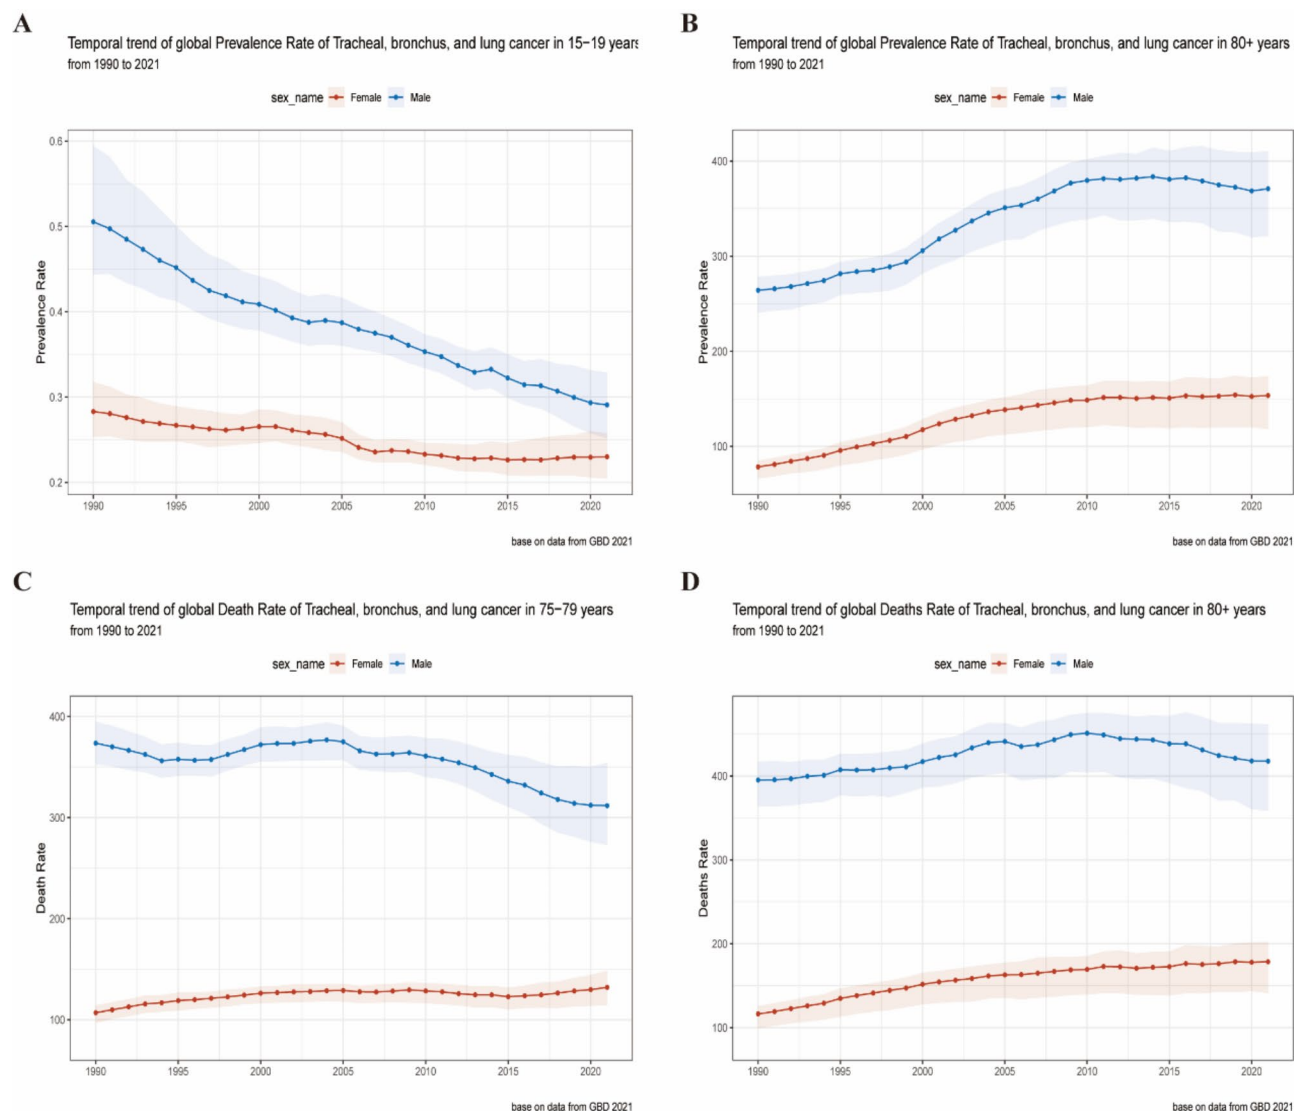 A
Temporal trend of global Prevalence Rate of Tracheal, bronchus, and lung cancer in 15−19 years
from 1990 to 2021
sex_name Female Male
0.6
0.5
0.4
0.3
0.2
Prevalence Rate
1990 1995 2000 2005 2010 2015 2020
base on data from GBD 2021
B
Temporal trend of global Prevalence Rate of Tracheal, bronchus, and lung cancer in 80+ years
from 1990 to 2021
sex_name Female Male
400
300
200
100
Prevalence Rate
1990 1995 2000 2005 2010 2015 2020
base on data from GBD 2021
C
Temporal trend of global Death Rate of Tracheal, bronchus, and lung cancer in 75−79 years
from 1990 to 2021
sex_name Female Male
400
300
200
100
Death Rate
1990 1995 2000 2005 2010 2015 2020
base on data from GBD 2021
D
Temporal trend of global Deaths Rate of Tracheal, bronchus, and lung cancer in 80+ years
from 1990 to 2021
sex_name Female Male
400
300
200
100
Deaths Rate
1990 1995 2000 2005 2010 2015 2020
base on data from GBD 2021